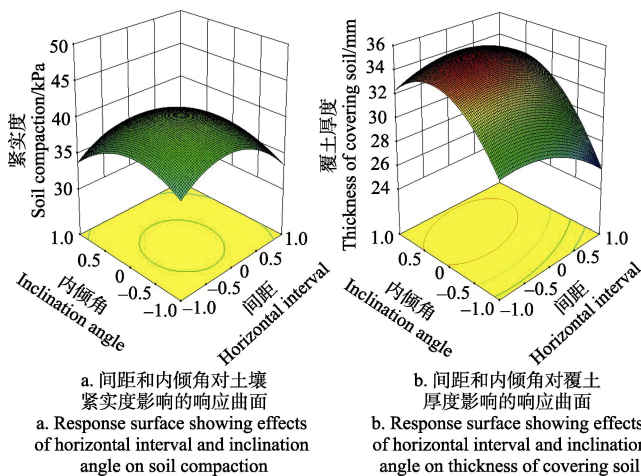 50
45
40
35
30
紧实度
Soil compaction/kPa
1.0
0.5
0
−0.5
−1.0
内倾角
Inclination angle
−1.0
−0.5
0
0.5
1.0
间距
Horizontal interval
a. 间距和内倾角对土壤
紧实度影响的响应曲面
a. Response surface showing effects
of horizontal interval and inclination
angle on soil compaction
36
34
32
30
28
26
24
覆土厚度
Thickness of covering soil/mm
1.0
0.5
0
−0.5
−1.0
内倾角
Inclination angle
−1.0
−0.5
0
0.5
1.0
间距
Horizontal interval
b. 间距和内倾角对覆土
厚度影响的响应曲面
b. Response surface showing effects
of horizontal interval and inclination
angle on thickness of covering soil